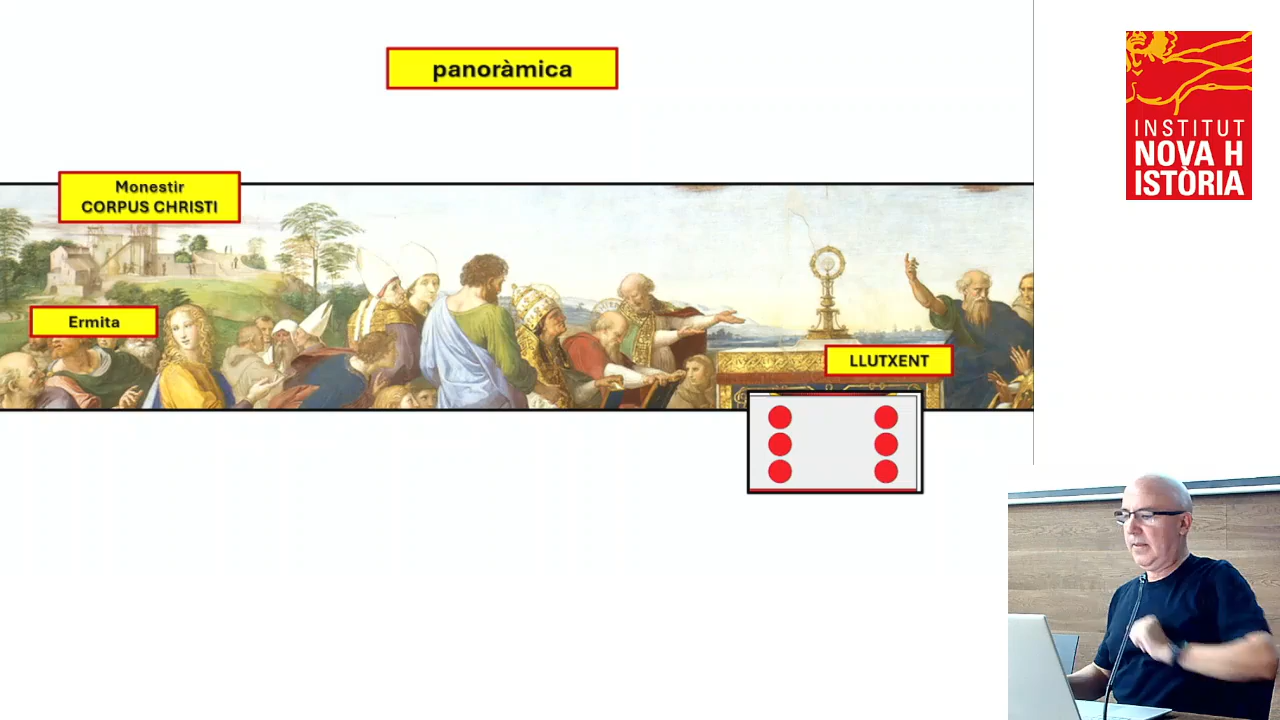 panoràmica
Monestir
CORPUS CHRISTI
Ermita
LLUTXENT
INSTITUT
NOVA H
ISTÒRIA